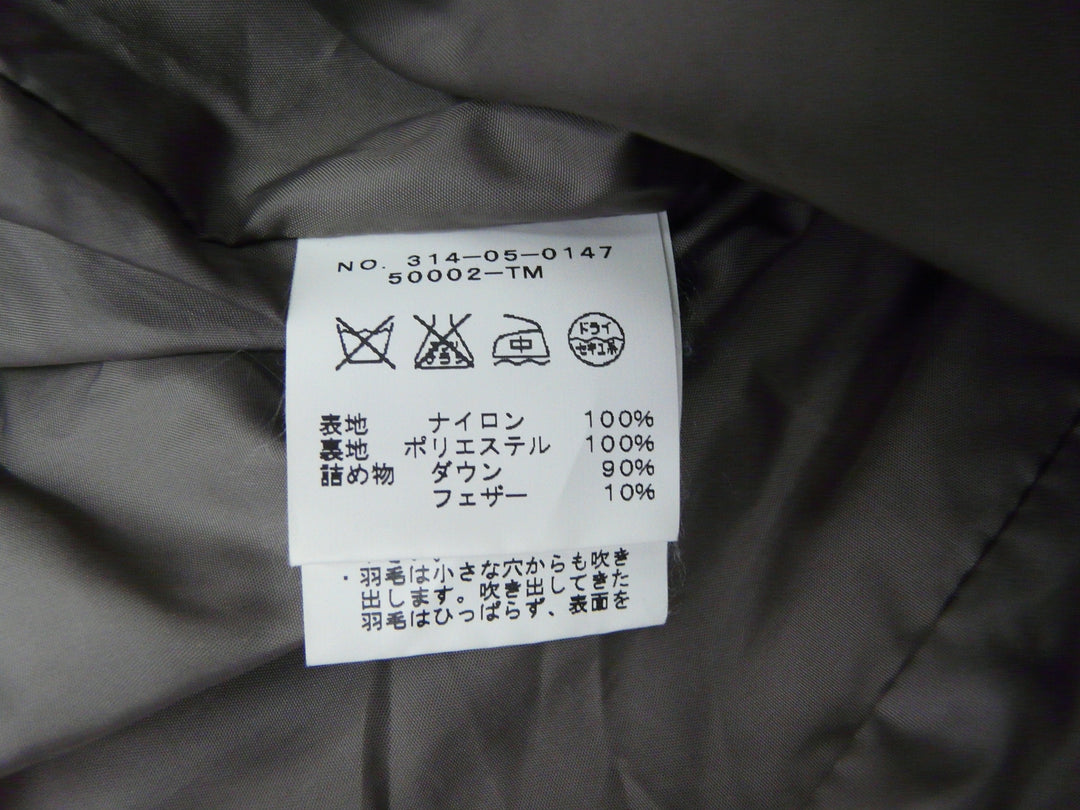 NO. 314-05-0147
50002-TM
中
ドライ
セキユ系
表地 ナイロン 100%
裏地 ポリエステル 100%
詰め物 ダウン 90%
フェザー 10%
・羽毛は小さな穴からも吹き
出します。吹き出してきた
羽毛はひっぱらず、表面を